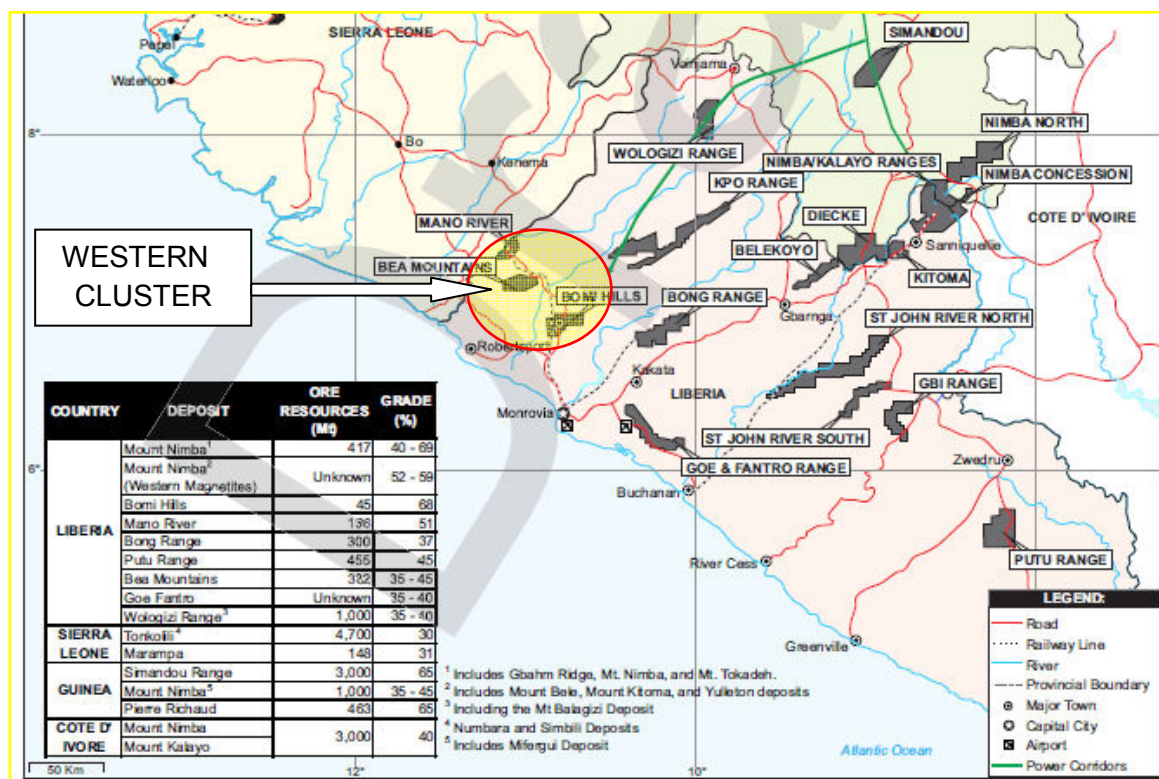 SIERRA LEONE
SIMANDOU
Pepel
Voinjama
Waterloo
8°
NIMBA NORTH
Bo
WOLOGIZI RANGE
NIMBA/KALAYO RANGES
Kenema
KPO RANGE
NIMBA CONCESSION
MANO RIVER
DIECKE
COTE D'IVOIRE
WESTERN
CLUSTER
BEA MOUNTAINS
BELEKOYO
Sanniquellie
KITOMA
BOMI HILLS
BONG RANGE
Gbarnga
ST JOHN RIVER NORTH
Robertsport
Kakata
LIBERIA
GBI RANGE
Monrovia
ST JOHN RIVER SOUTH
Zwedru
GOE & FANTRO RANGE
6°
Buchanan
River Cess
PUTU RANGE
Greenville
COUNTRY DEPOSIT ORE RESOURCES (Mt) GRADE (%)
LIBERIA
Mount Nimba¹ 417 40 - 69
Mount Nimba²
(Western Magnetites) Unknown 52 - 59
Bomi Hills 45 68
Mano River 136 51
Bong Range 300 37
Putu Range 455 45
Bea Mountains 322 35 - 45
Goe Fantro Unknown 35 - 40
Wologizi Range³ 1,000 35 - 40
SIERRA LEONE
Tonkolili⁴ 4,700 30
Marampa 148 31
GUINEA
Simandou Range 3,000 65
Mount Nimba⁵ 1,000 35 - 45
Pierre Richaud 463 65
COTE D' IVORE
Mount Nimba
Mount Kalayo 3,000 40
¹ Includes Gbahm Ridge, Mt. Nimba, and Mt. Tokadeh.
² Includes Mount Bele, Mount Kitoma, and Yulleton deposits
³ Including the Mt Balagizi Deposit
⁴ Numbara and Simbili Deposits
⁵ Includes Mifergui Deposit
LEGEND:
Road
Railway Line
River
Provincial Boundary
Major Town
Capital City
Airport
Power Corridors
Atlantic Ocean
50 Km
12°
10°